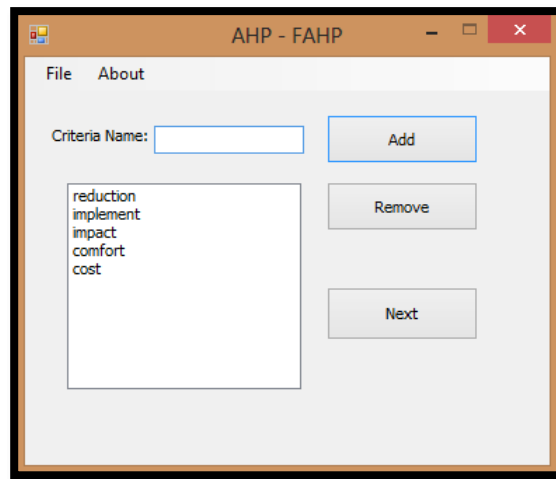 AHP - FAHP
File About
Criteria Name:
Add
reduction
implement
impact
comfort
cost
Remove
Next